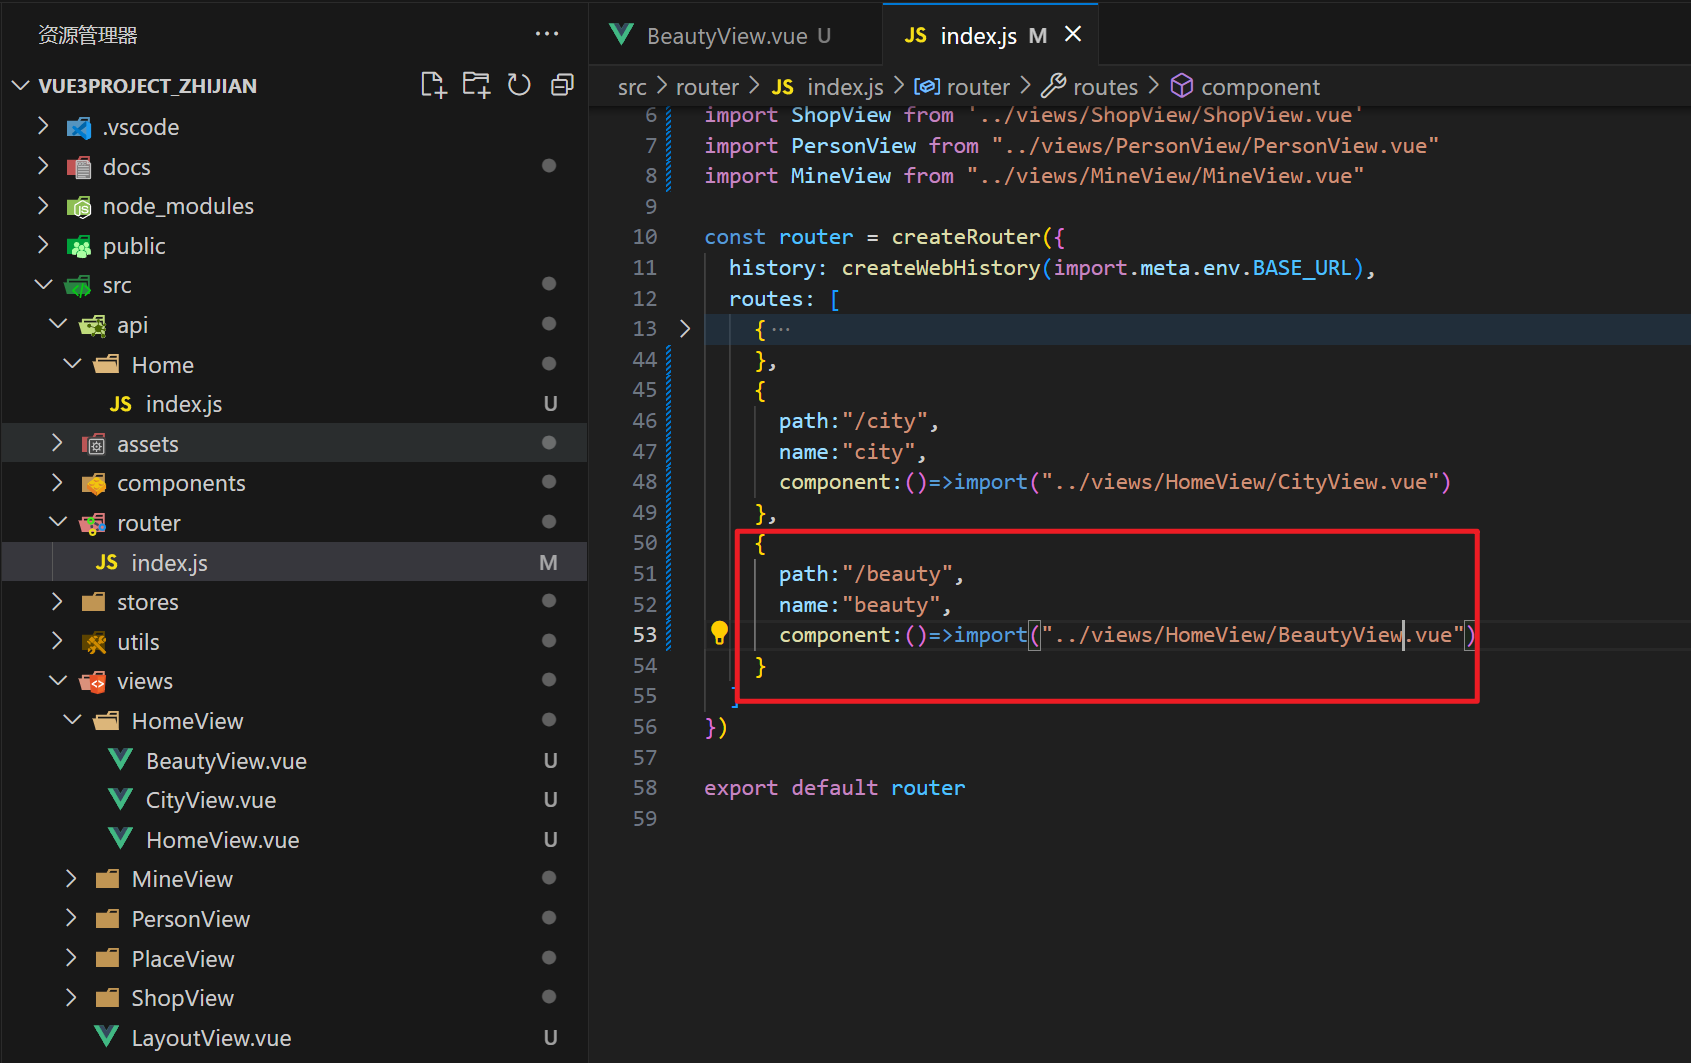 资源管理器
···
VUE3PROJECT_ZHIJIAN
.vscode
docs
node_modules
public
src
api
Home
JS index.js U
assets
components
router
JS index.js M
stores
utils
views
HomeView
BeautyView.vue U
CityView.vue U
HomeView.vue U
MineView
PersonView
PlaceView
ShopView
LayoutView.vue U
BeautyView.vue U
JS index.js M
src > router > JS index.js > router > routes > component
6 import ShopView from '../views/ShopView/ShopView.vue'
7 import PersonView from "../views/PersonView/PersonView.vue"
8 import MineView from "../views/MineView/MineView.vue"
9
10 const router = createRouter({
11 history: createWebHistory(import.meta.env.BASE_URL),
12 routes: [
13 { ···
44 },
45 {
46 path:"/city",
47 name:"city",
48 component:()=>import("../views/HomeView/CityView.vue")
49 },
50 {
51 path:"/beauty",
52 name:"beauty",
53 component:()=>import("../views/HomeView/BeautyView.vue")
54 }
55 ]
56 })
57
58 export default router
59